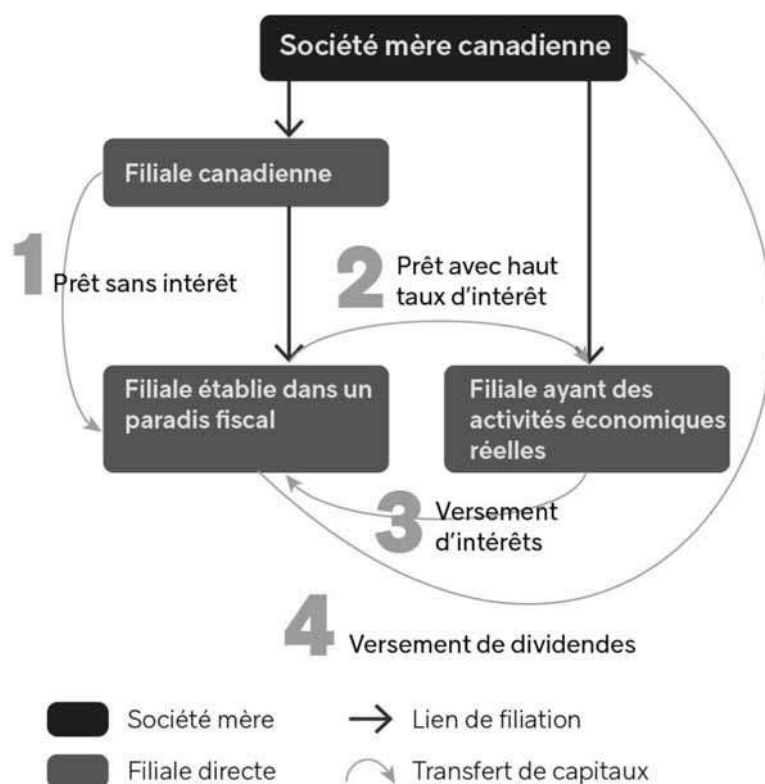 Société mère canadienne
Filiale canadienne
1
Prêt sans intérêt
2
Prêt avec haut
taux d'intérêt
Filiale établie dans un
paradis fiscal
Filiale ayant des
activités économiques
réelles
3
Versement
d'intérêts
4
Versement de dividendes
Société mère
Lien de filiation
Filiale directe
Transfert de capitaux